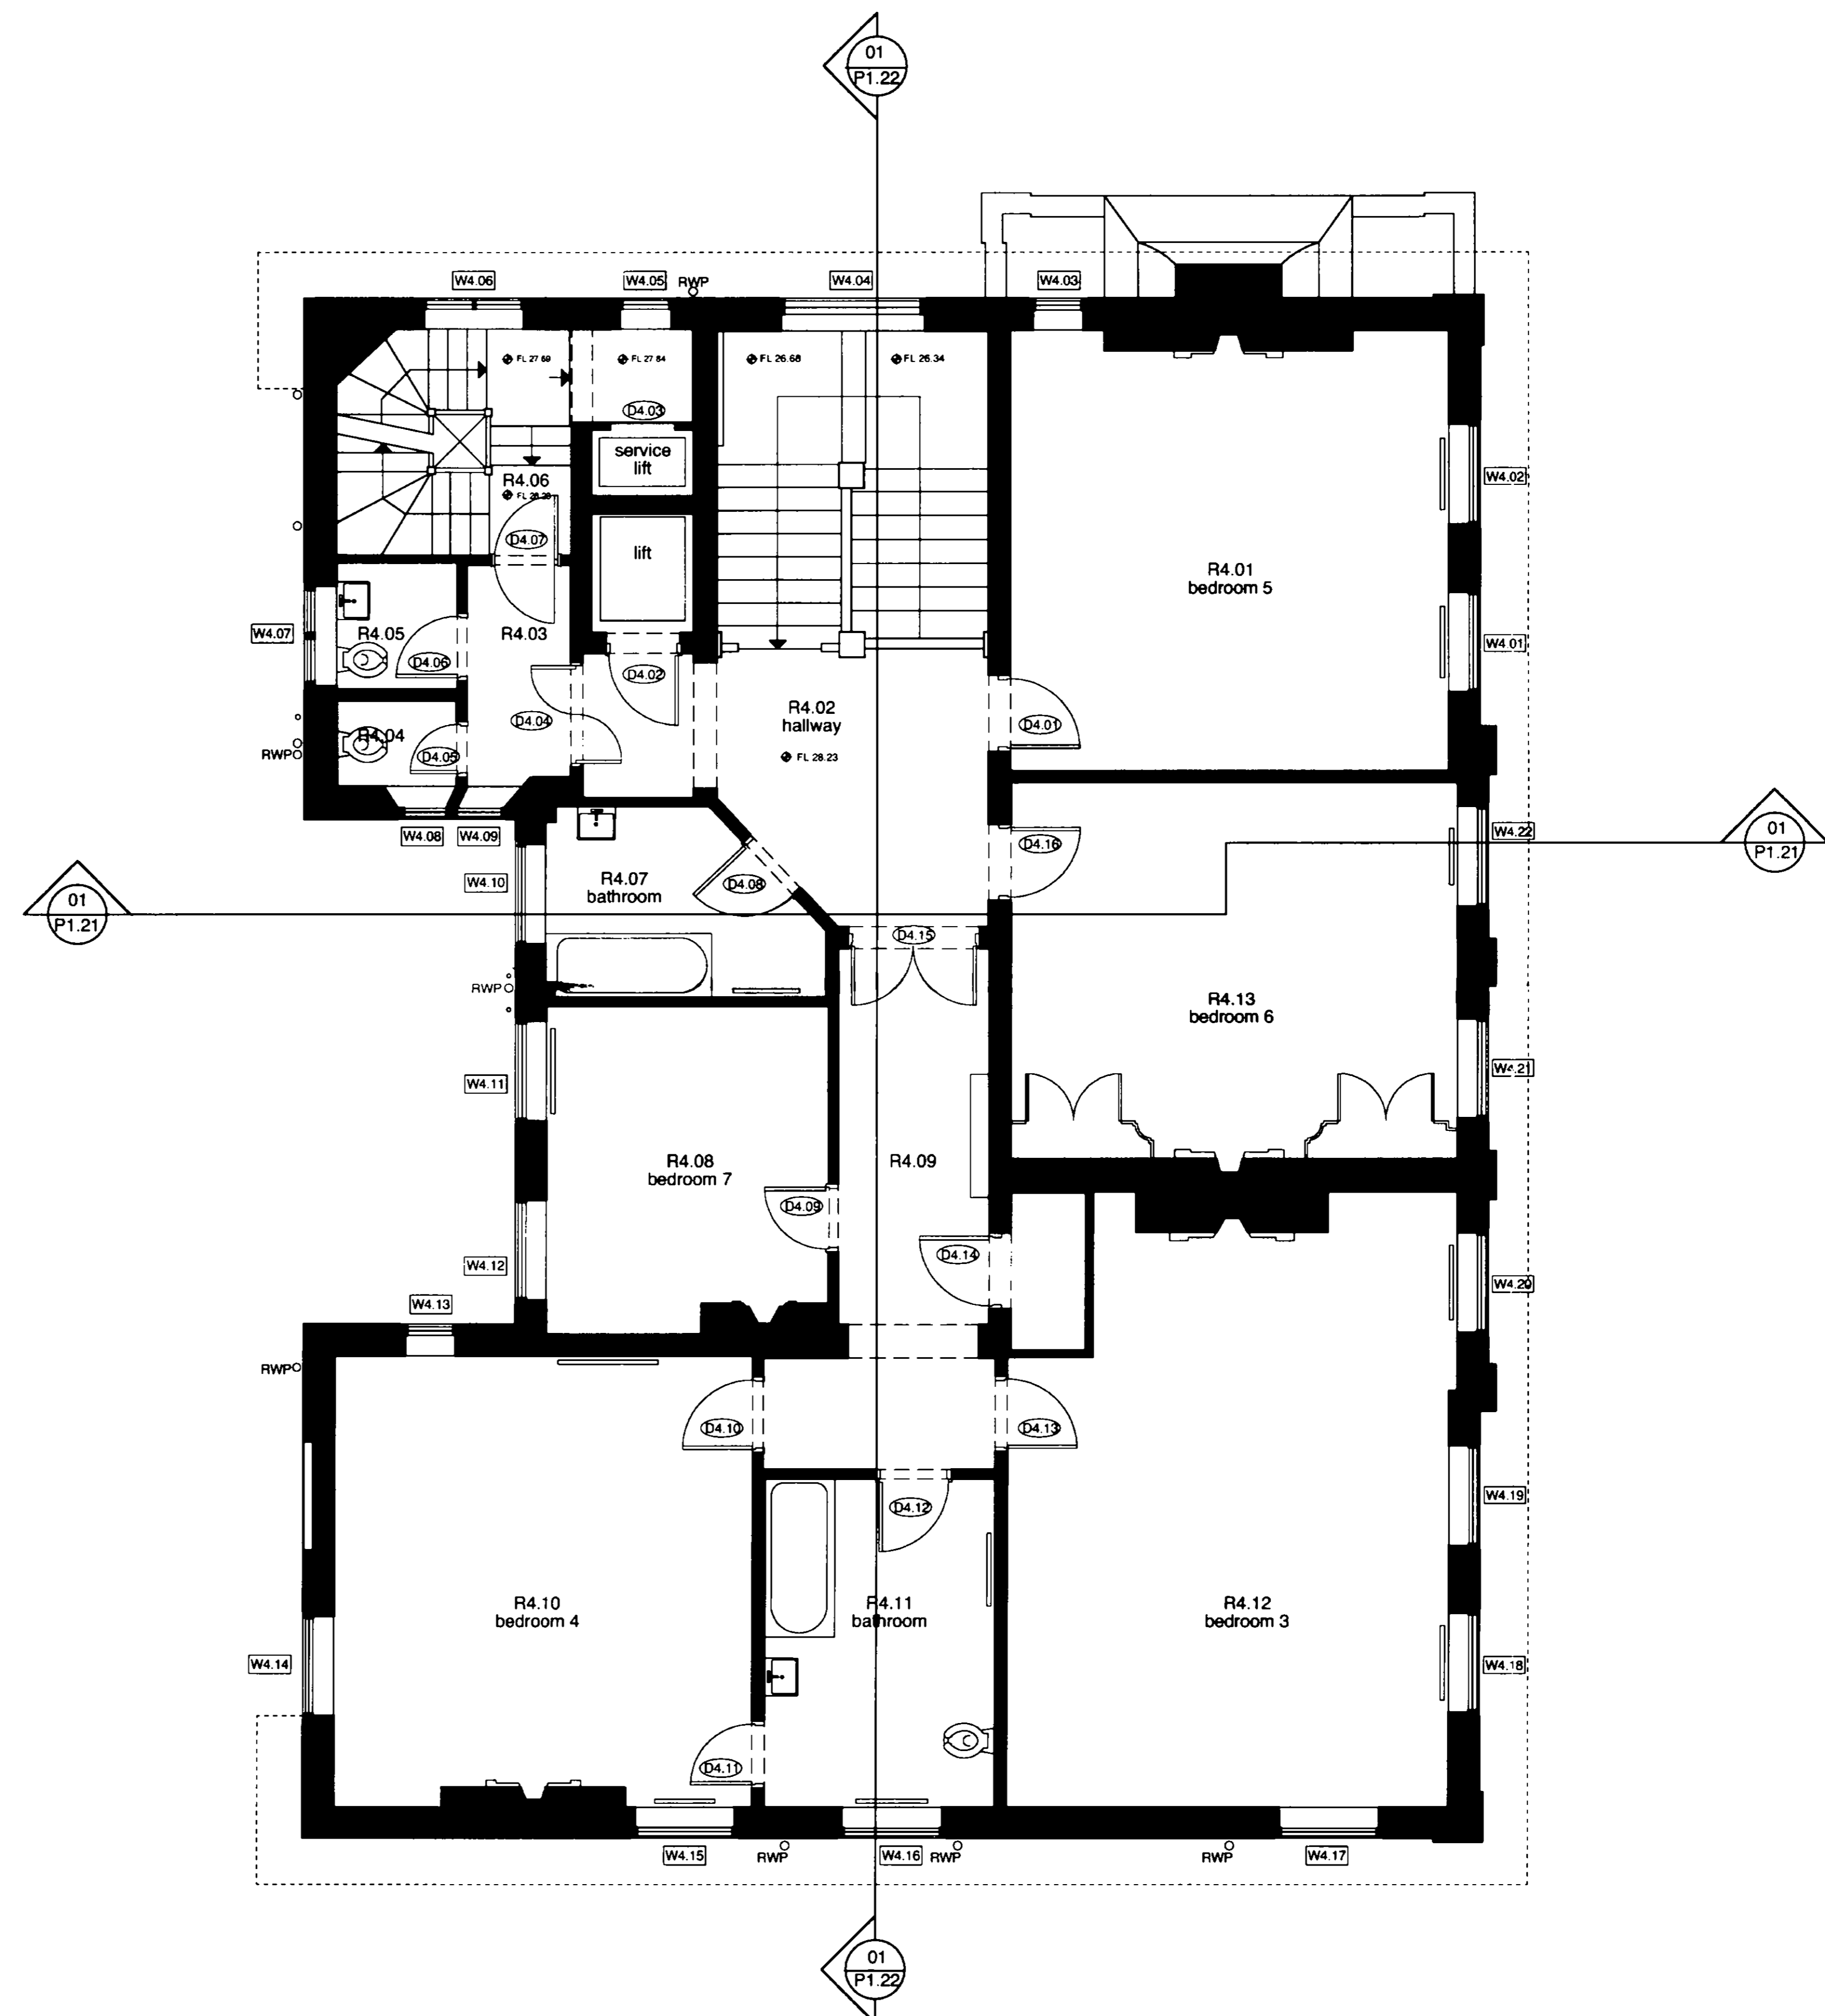 01
P1.22
W4.06
W4.05
RWP
W4.04
W4.03
FL 27.69
FL 27.84
FL 26.68
FL 26.34
D4.03
service
lift
R4.06
W4.02
D4.07
lift
R4.01
bedroom 5
W4.07
R4.05
R4.03
W4.01
D4.06
D4.02
R4.02
hallway
D4.04
D4.01
R4.04
RWP
D4.05
FL 28.23
W4.08
W4.09
W4.22
01
P1.21
D4.16
W4.10
R4.07
bathroom
D4.08
01
P1.21
D4.15
RWP
R4.13
bedroom 6
W4.11
W4.21
R4.08
bedroom 7
R4.09
D4.09
D4.14
W4.12
W4.20
W4.13
RWP
D4.10
D4.13
W4.19
D4.12
R4.10
bedroom 4
R4.11
bathroom
R4.12
bedroom 3
W4.14
W4.18
D4.11
W4.15
RWP
W4.16
RWP
RWP
W4.17
01
P1.22